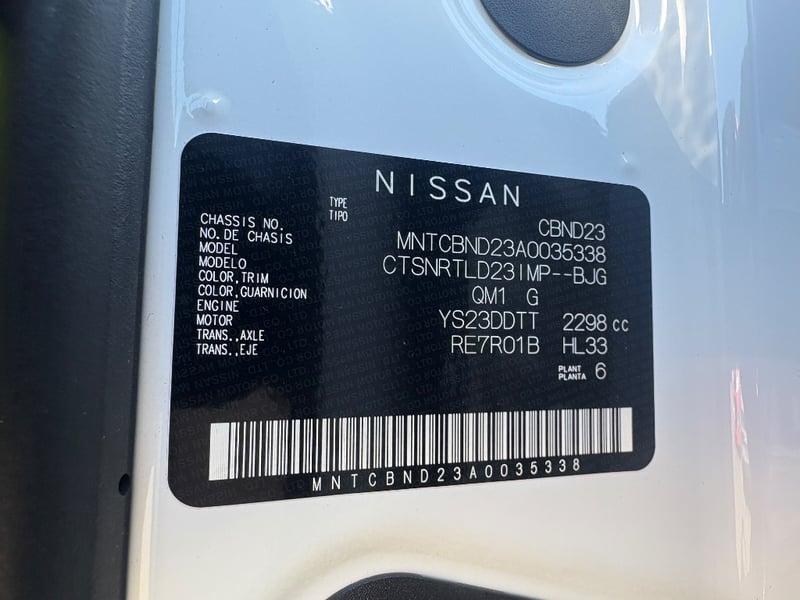 NISSAN
TYPE
TIPO CBND23
CHASSIS NO.
NO. DE CHASIS MNTCBND23A0035338
MODEL
MODELO CTSNRTLD23IMP--BJG
COLOR,TRIM
COLOR,GUARNICION QM1 G
ENGINE
MOTOR YS23DDTT 2298 cc
TRANS.,AXLE
TRANS.,EJE RE7R01B HL33
PLANT
PLANTA 6
MNTCBND23A0035338